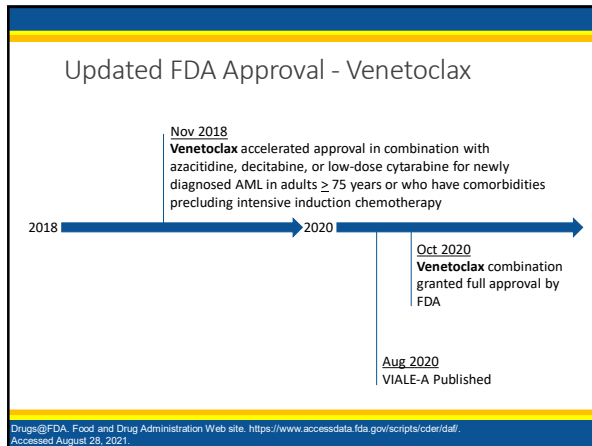 Updated FDA Approval - Venetoclax
Nov 2018
Venetoclax accelerated approval in combination with
azacitidine, decitabine, or low-dose cytarabine for newly
diagnosed AML in adults ≥ 75 years or who have comorbidities
precluding intensive induction chemotherapy
2018
2020
Oct 2020
Venetoclax combination
granted full approval by
FDA
Aug 2020
VIALE-A Published
Drugs@FDA. Food and Drug Administration Web site. https://www.accessdata.fda.gov/scripts/cder/daf/.
Accessed August 28, 2021.